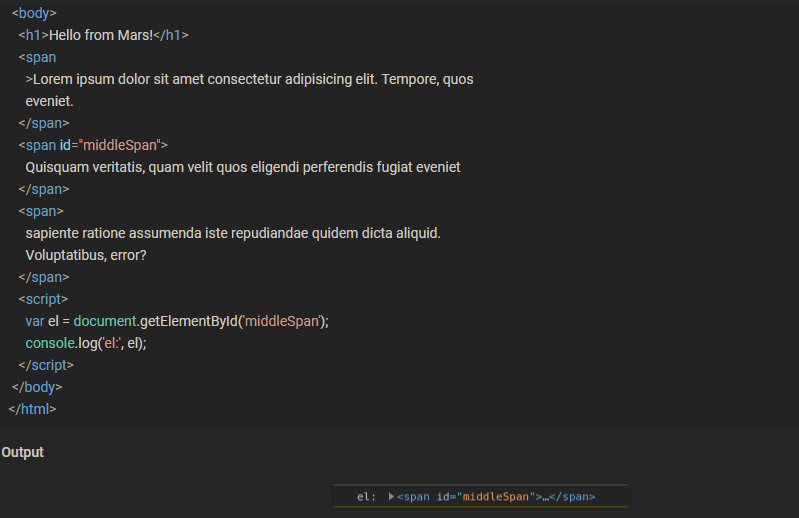 <body>
<h1>Hello from Mars!</h1>
<span
>Lorem ipsum dolor sit amet consectetur adipisicing elit. Tempore, quos
eveniet.
</span>
<span id="middleSpan">
Quisquam veritatis, quam velit quos eligendi perferendis fugiat eveniet
</span>
<span>
sapiente ratione assumenda iste repudiandae quidem dicta aliquid.
Voluptatibus, error?
</span>
<script>
var el = document.getElementById('middleSpan');
console.log('el:', el);
</script>
</body>
</html>
Output
el: ▶<span id="middleSpan">…</span>